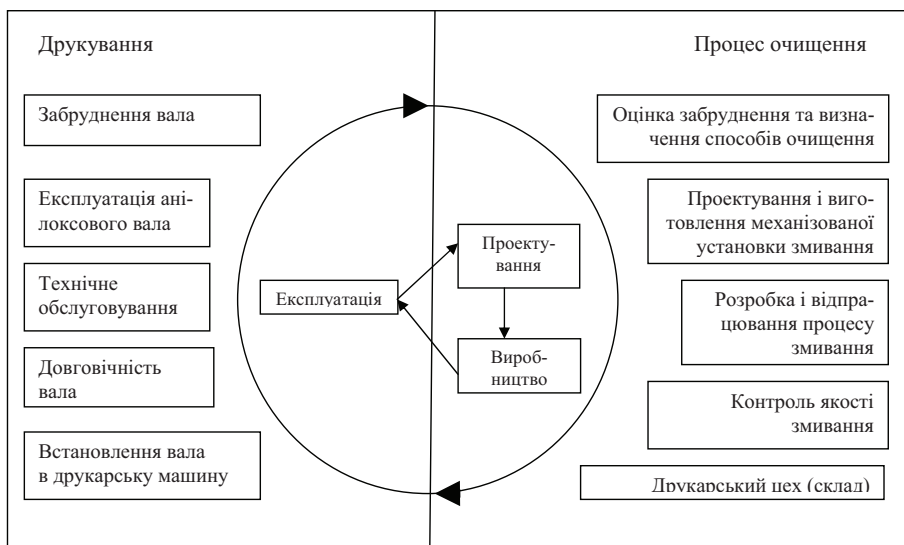 Друкування
Забруднення вала
Експлуатація ані-
локсового вала
Технічне
обслуговування
Довговічність
вала
Встановлення вала
в друкарську машину
Експлуатація
Проекту-
вання
Вироб-
ництво
Процес очищення
Оцінка забруднення та визна-
чення способів очищення
Проектування і виго-
товлення механізованої
установки змивання
Розробка і відпра-
цювання процесу
змивання
Контроль якості
змивання
Друкарський цех (склад)